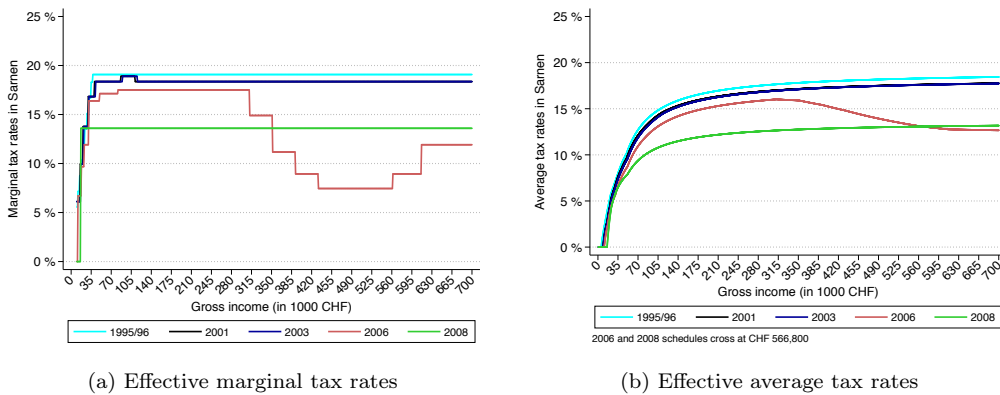 25 %
20 %
15 %
10 %
5 %
0 %
Marginal tax rates in Sarnen
0 35 70 105 140 175 210 245 280 315 350 385 420 455 490 525 560 595 630 665 700
Gross income (in 1000 CHF)
1995/96 2001 2003 2006 2008
(a) Effective marginal tax rates
25 %
20 %
15 %
10 %
5 %
0 %
Average tax rates in Sarnen
0 35 70 105 140 175 210 245 280 315 350 385 420 455 490 525 560 595 630 665 700
Gross income (in 1000 CHF)
1995/96 2001 2003 2006 2008
2006 and 2008 schedules cross at CHF 566,800
(b) Effective average tax rates